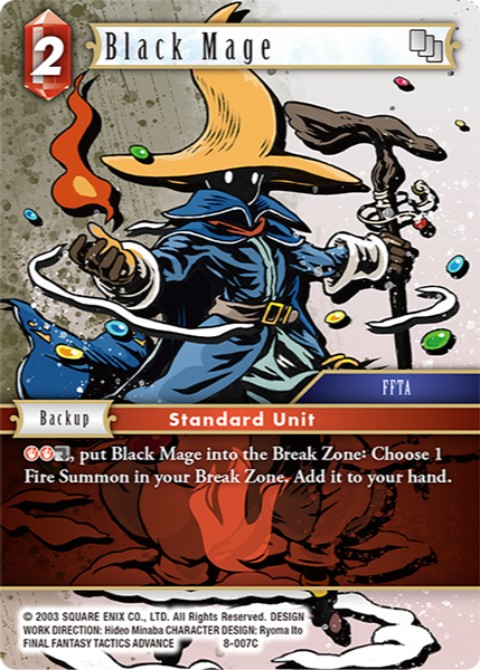 2
Black Mage
FFTA
Backup
Standard Unit
, put Black Mage into the Break Zone: Choose 1
Fire Summon in your Break Zone. Add it to your hand.
© 2003 SQUARE ENIX CO., LTD. All Rights Reserved. DESIGN
WORK DIRECTION: Hideo Minaba CHARACTER DESIGN: Ryoma Ito
FINAL FANTASY TACTICS ADVANCE 8-007C